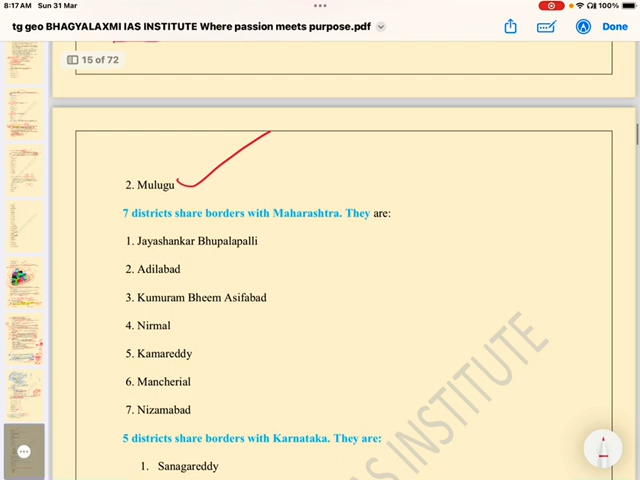 8:17 AM Sun 31 Mar
100%
tg geo BHAGYALAXMI IAS INSTITUTE Where passion meets purpose.pdf
Done
15 of 72
2. Mulugu
7 districts share borders with Maharashtra. They are:
1. Jayashankar Bhupalapalli
2. Adilabad
3. Kumuram Bheem Asifabad
4. Nirmal
5. Kamareddy
6. Mancherial
7. Nizamabad
5 districts share borders with Karnataka. They are:
1. Sanagareddy
AS INSTITUTE